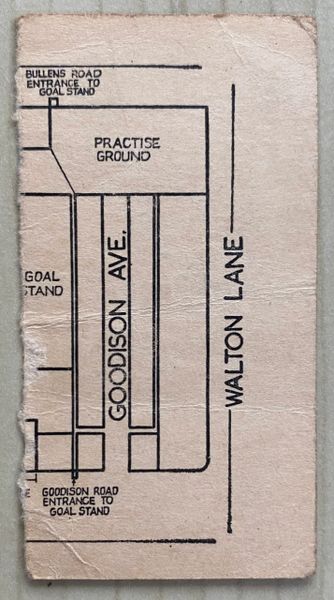 BULLENS ROAD
ENTRANCE TO
GOAL STAND
PRACTISE
GROUND
GOAL
STAND
GOODISON AVE.
WALTON LANE
GOODISON ROAD
ENTRANCE TO
GOAL STAND